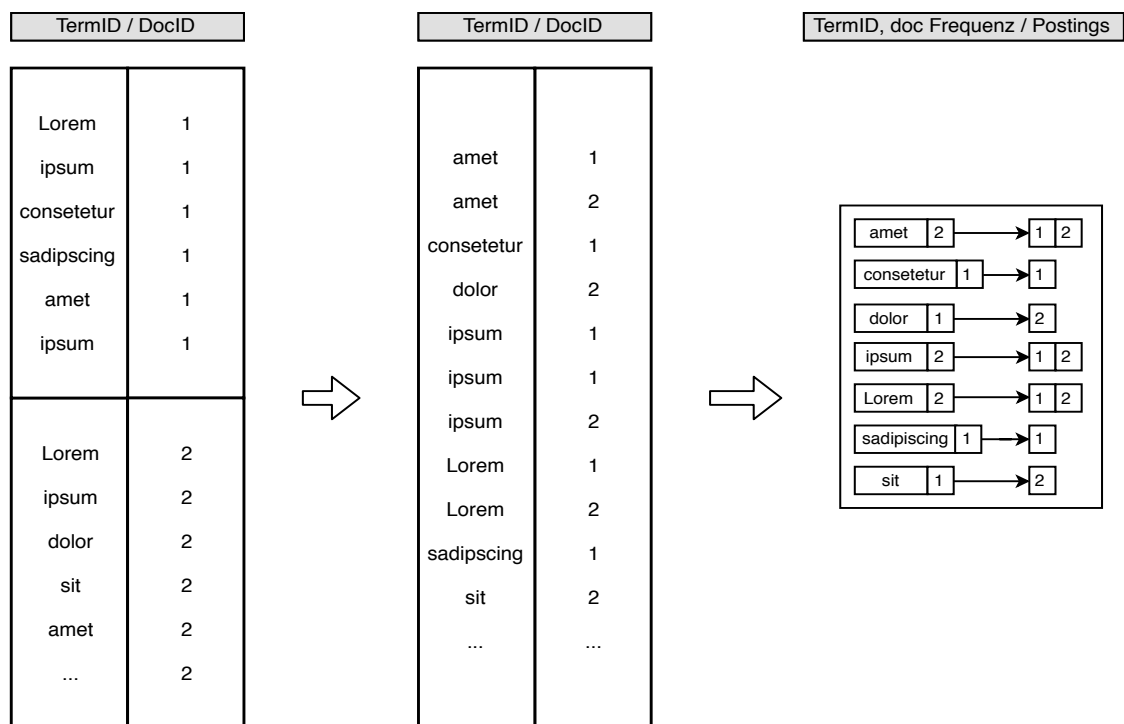 TermID / DocID
Lorem 1
ipsum 1
consetetur 1
sadipscing 1
amet 1
ipsum 1
Lorem 2
ipsum 2
dolor 2
sit 2
amet 2
... 2
TermID / DocID
amet 1
amet 2
consetetur 1
dolor 2
ipsum 1
ipsum 1
ipsum 2
Lorem 1
Lorem 2
sadipscing 1
sit 2
... ...
TermID, doc Frequenz / Postings
amet 2 1 2
consetetur 1 1
dolor 1 2
ipsum 2 1 2
Lorem 2 1 2
sadipiscing 1 1
sit 1 2